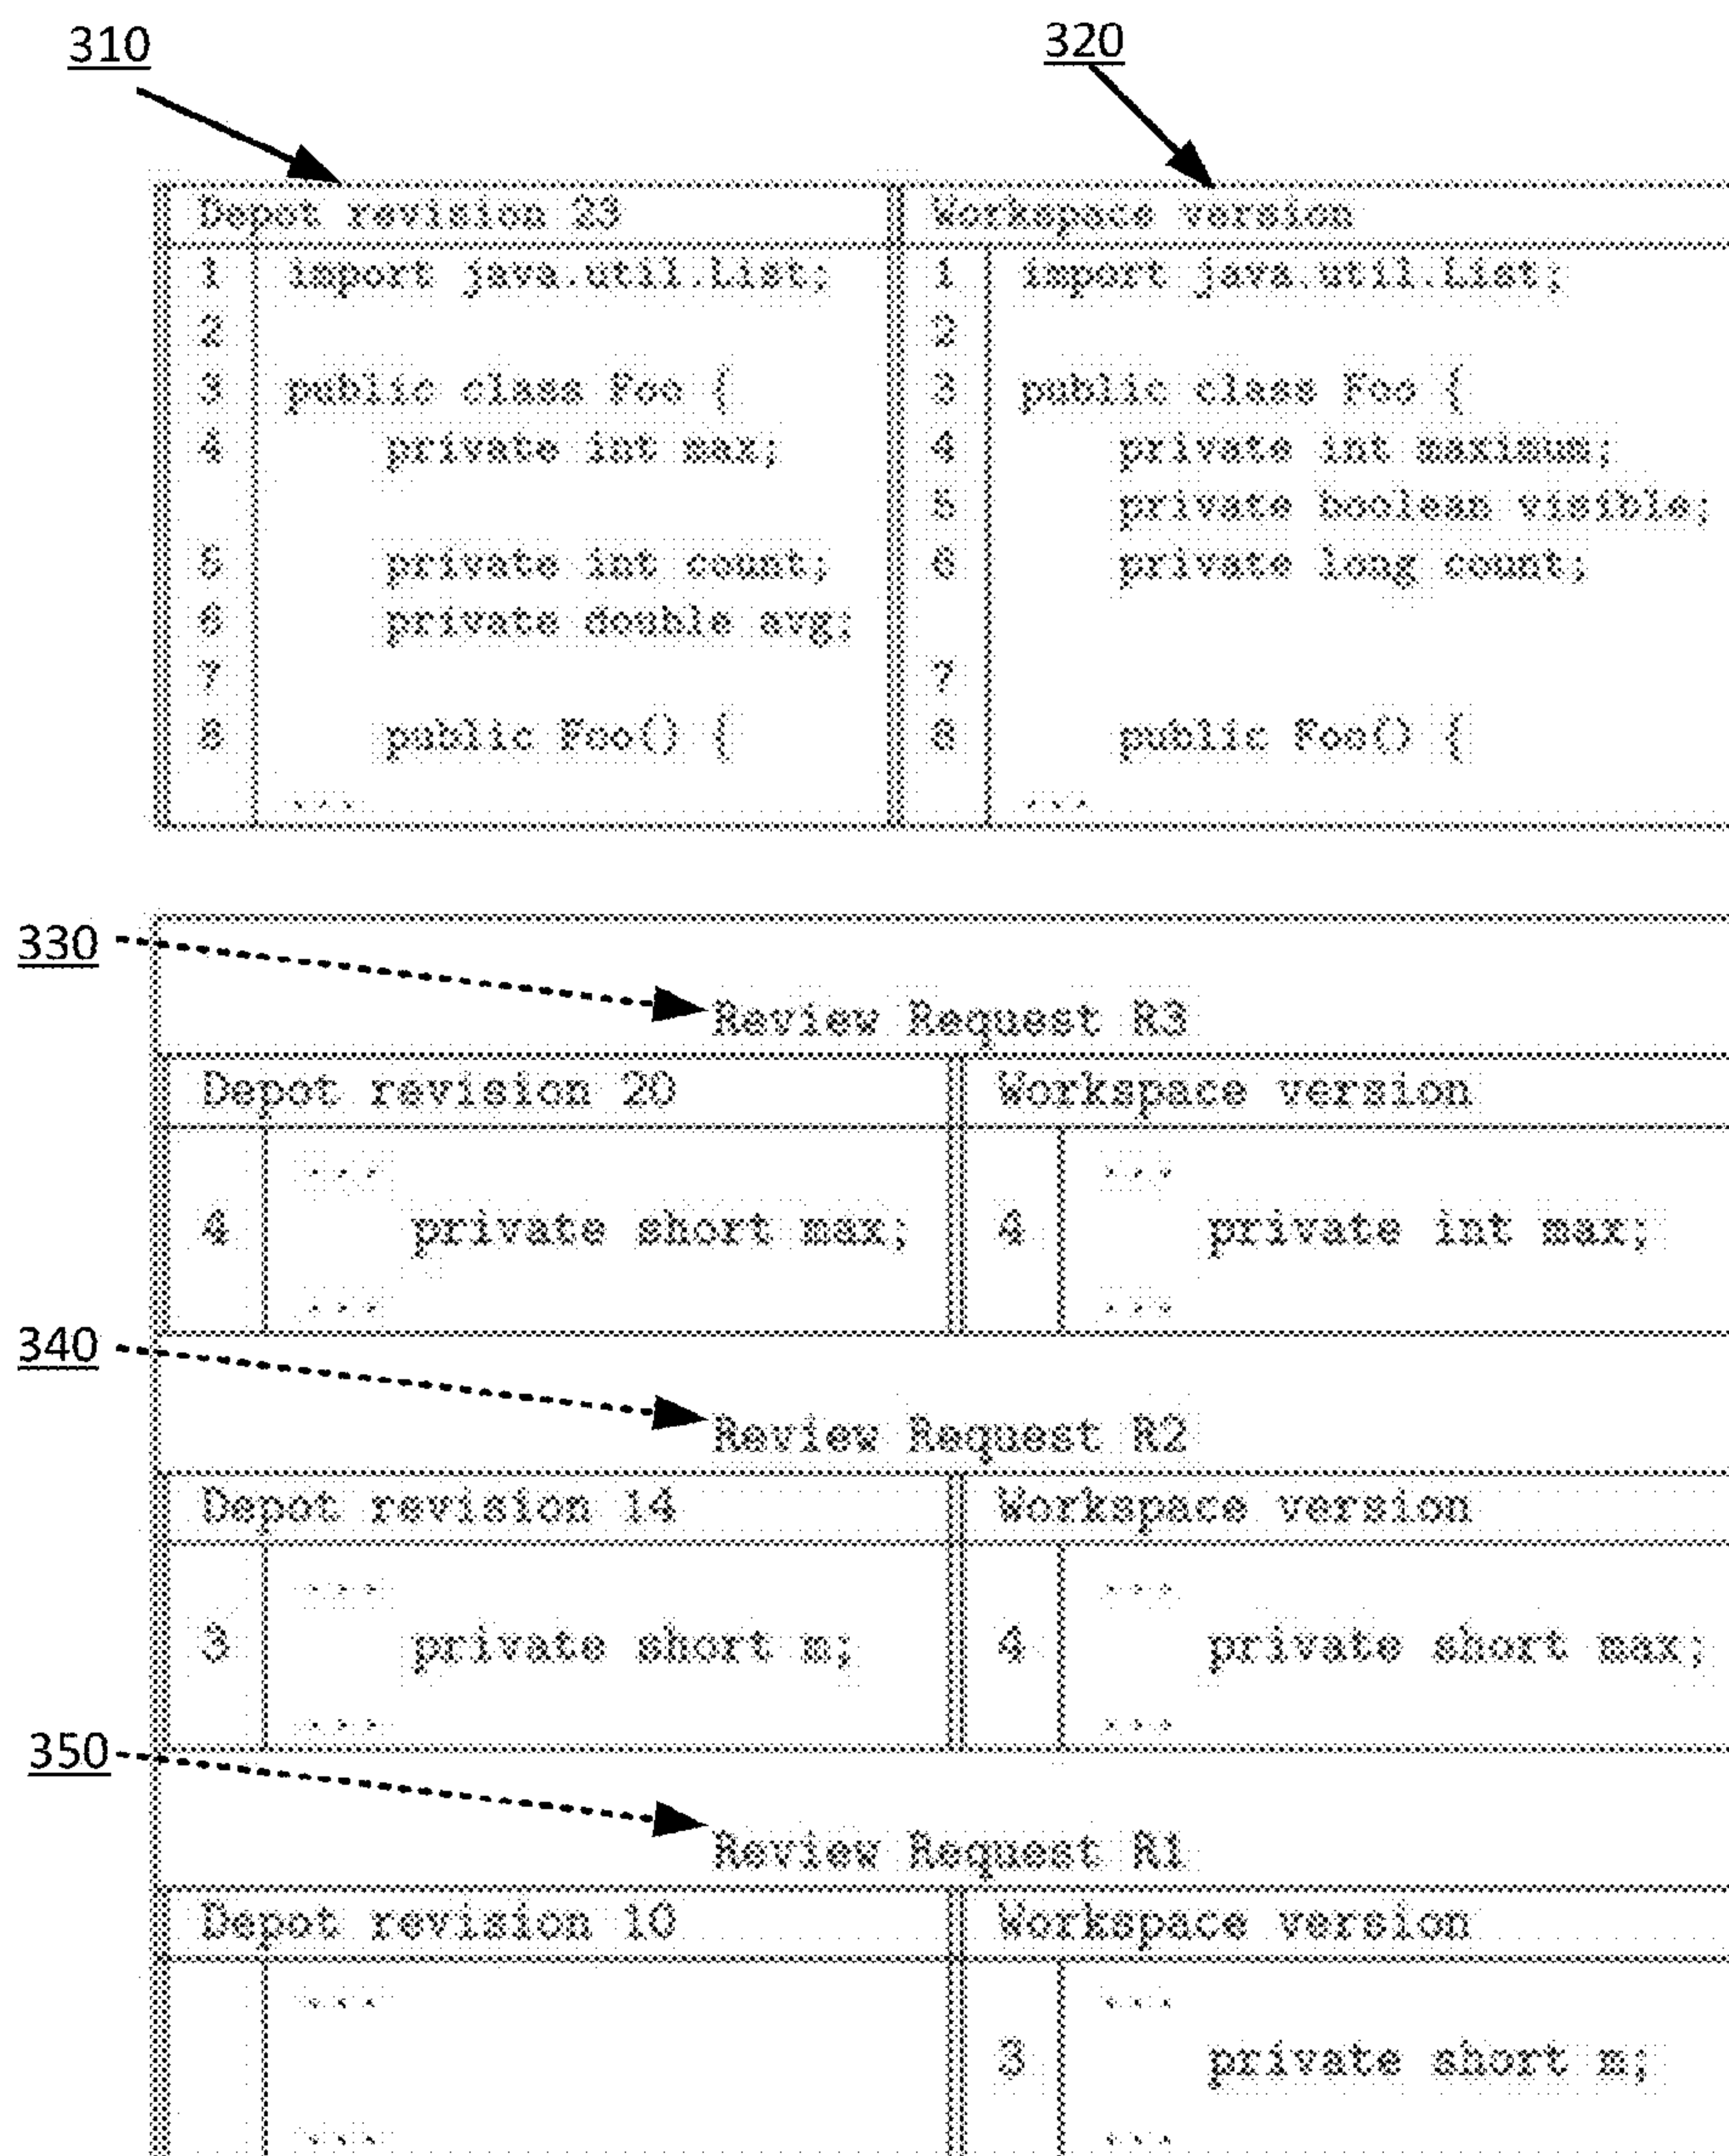 310 320
Depot revision 23 Workspace version
1 import java.util.List; 1 import java.util.List;
2 2
3 public class Foo { 3 public class Foo {
4 private int max; 4 private int maximum;
5 private boolean visible;
5 private int count; 6 private long count;
6 private double avg;
7 7
8 public Foo() { 8 public Foo() {
... ...
330
Review Request R3
Depot revision 20 Workspace version
... ...
4 private short max; 4 private int max;
... ...
340
Review Request R2
Depot revision 14 Workspace version
... ...
3 private short m; 4 private short max;
... ...
350
Review Request R1
Depot revision 10 Workspace version
... ...
3 private short m;
... ...